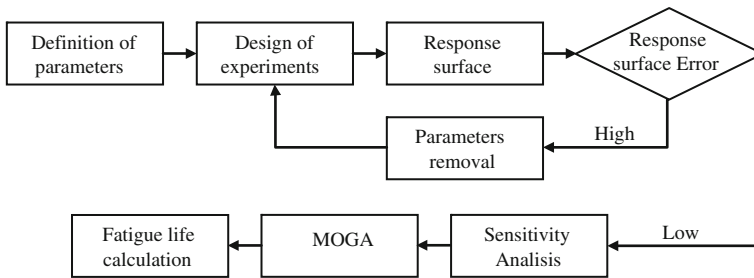 Definition of
parameters
Design of
experiments
Response
surface
Response
surface Error
Parameters
removal
High
Fatigue life
calculation
MOGA
Sensitivity
Analisis
Low